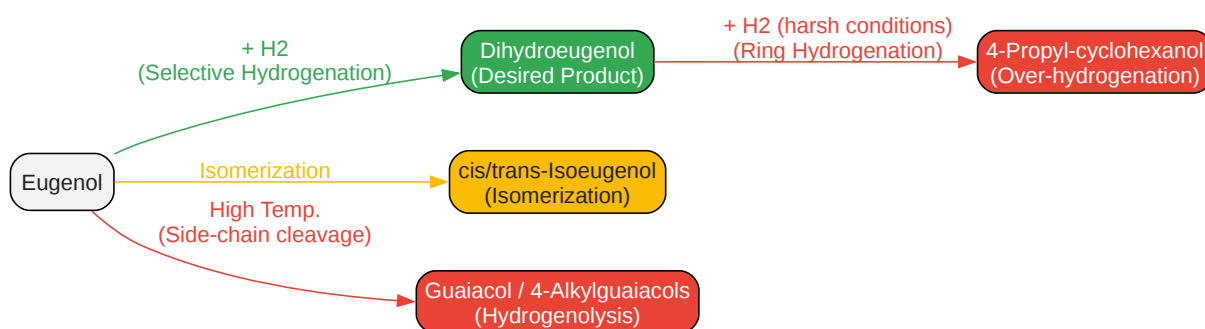 + H2
(Selective Hydrogenation)
Dihydroeugenol
(Desired Product)
+ H2 (harsh conditions)
(Ring Hydrogenation)
4-Propyl-cyclohexanol
(Over-hydrogenation)
Eugenol
Isomerization
cis/trans-Isoeugenol
(Isomerization)
High Temp.
(Side-chain cleavage)
Guaiacol / 4-Alkylguaiacols
(Hydrogenolysis)